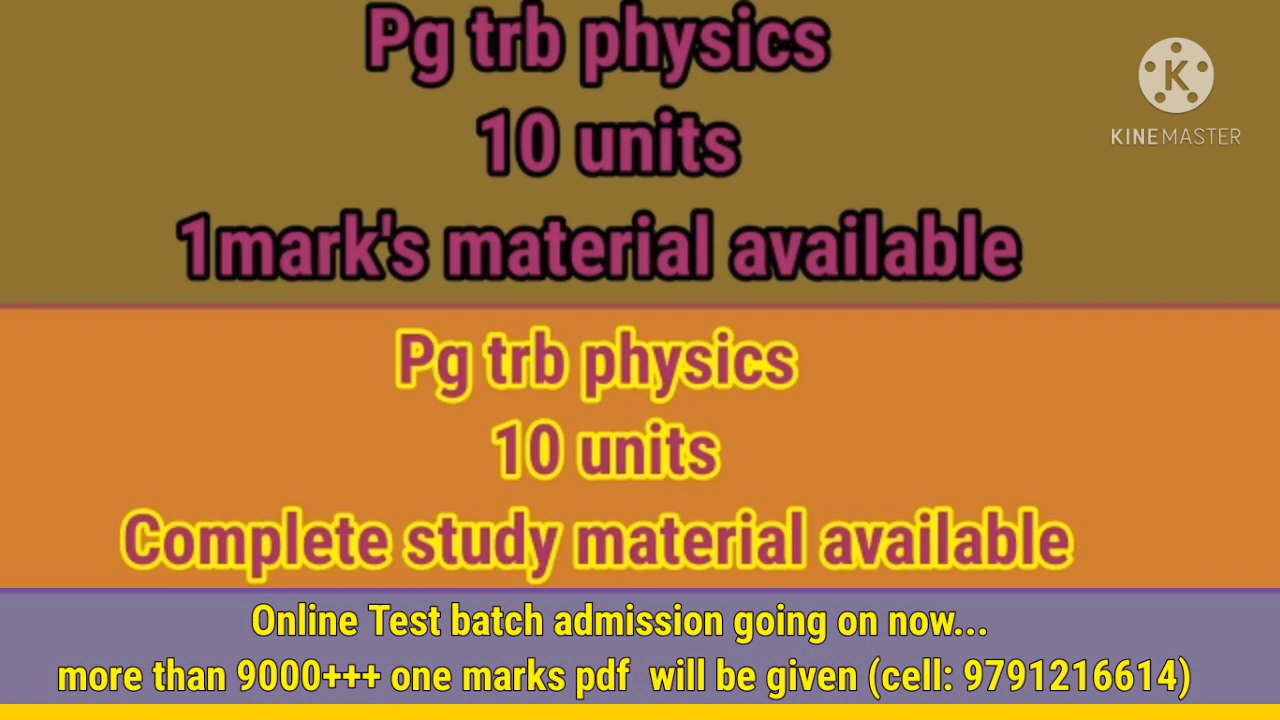 Pg trb physics
10 units
1mark's material available
K
KINEMASTER
Pg trb physics
10 units
Complete study material available
Online Test batch admission going on now...
more than 9000+++ one marks pdf will be given (cell: 9791216614)